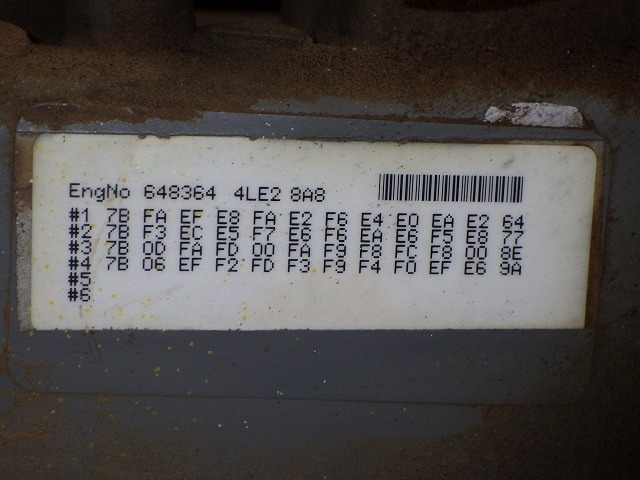 EngNo 648364 4LE2 8A8
#1 7B FA EF E8 FA E2 F6 E4 E0 EA E2 64
#2 7B F3 EC E5 F7 E6 F6 EA E6 F5 E8 77
#3 7B 0D FA FD 00 FA F9 F8 FC F8 00 8E
#4 7B 06 EF F2 FD F3 F9 F4 F0 EF E6 9A
#5
#6